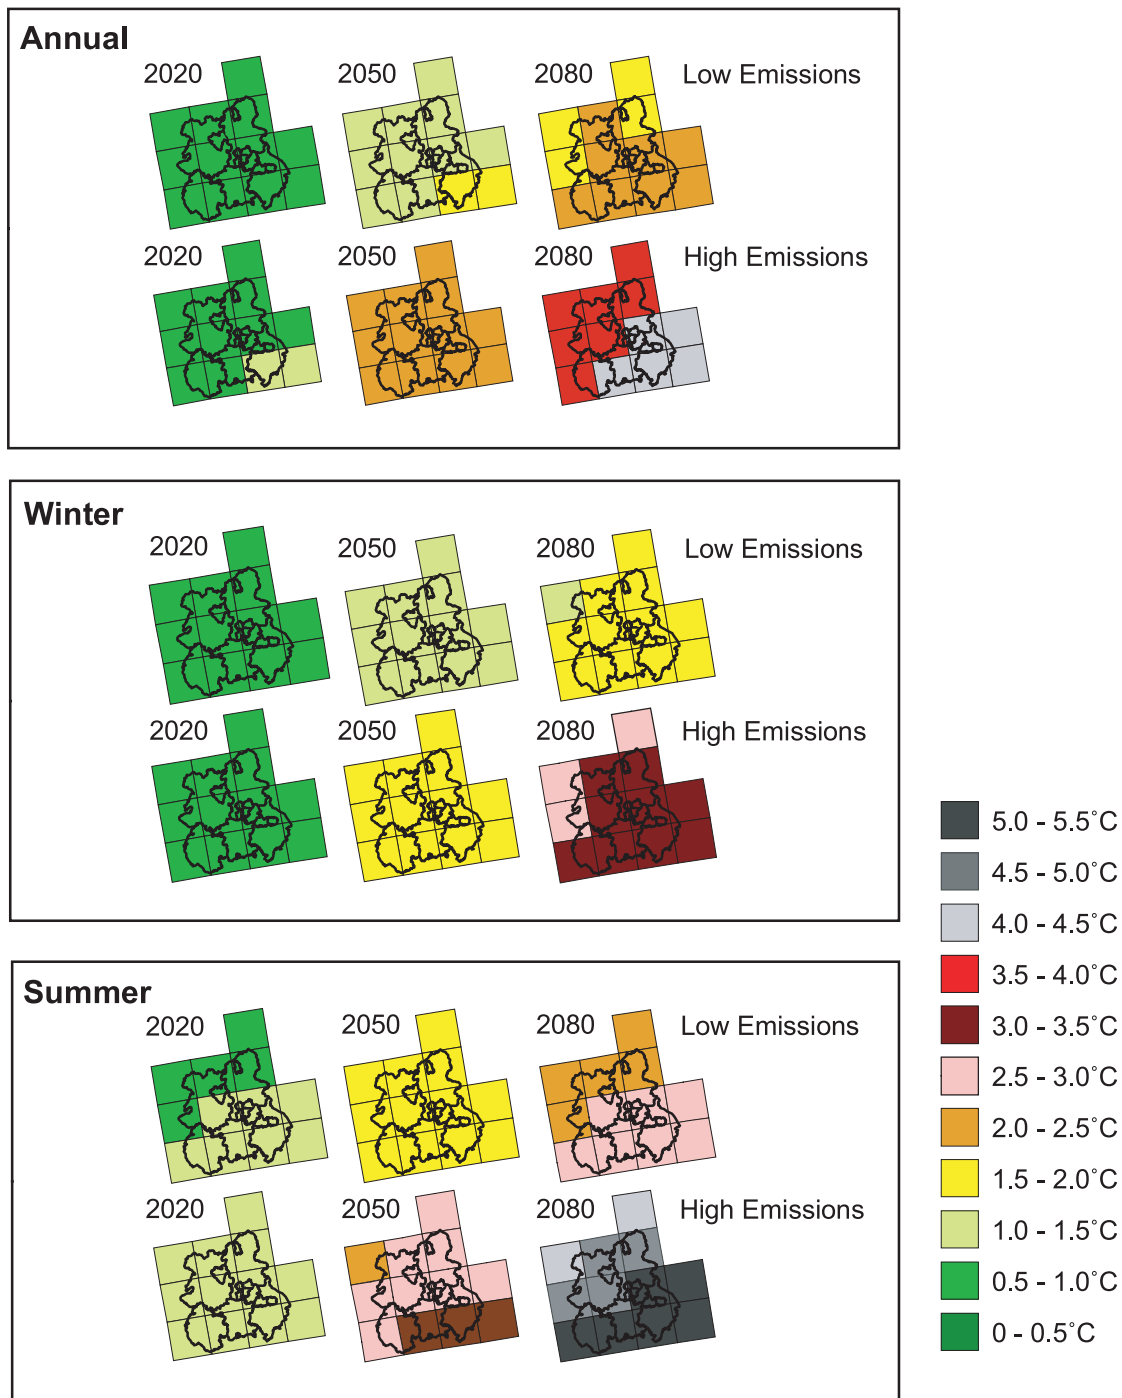 Annual
2020 2050 2080 Low Emissions
2020 2050 2080 High Emissions
Winter
2020 2050 2080 Low Emissions
2020 2050 2080 High Emissions
Summer
2020 2050 2080 Low Emissions
2020 2050 2080 High Emissions
5.0 - 5.5˚C
4.5 - 5.0˚C
4.0 - 4.5˚C
3.5 - 4.0˚C
3.0 - 3.5˚C
2.5 - 3.0˚C
2.0 - 2.5˚C
1.5 - 2.0˚C
1.0 - 1.5˚C
0.5 - 1.0˚C
0 - 0.5˚C